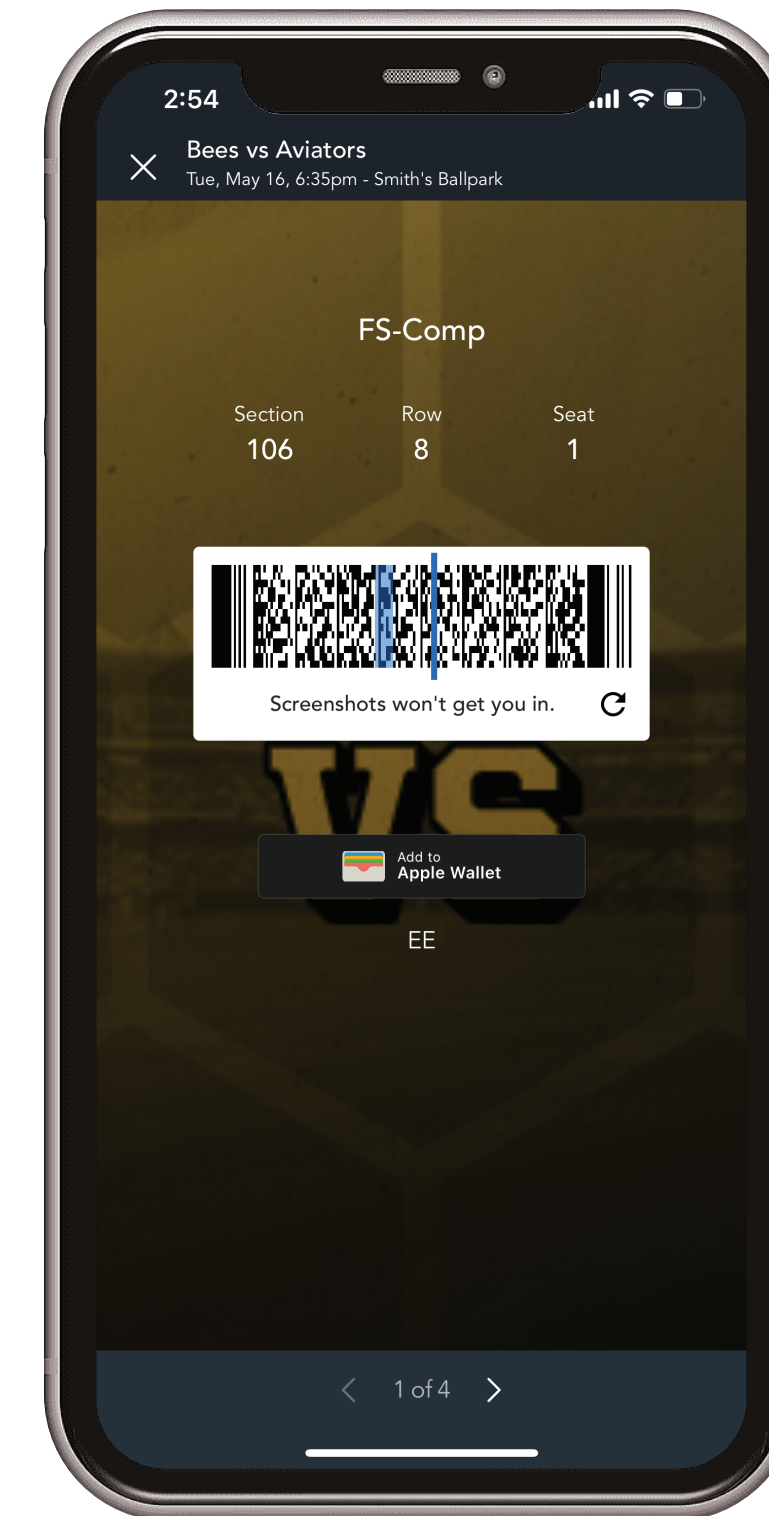 2:54
Bees vs Aviators
Tue, May 16, 6:35pm - Smith's Ballpark
FS-Comp
Section Row Seat
106 8 1
Screenshots won't get you in.
VS
Add to
Apple Wallet
EE
1 of 4